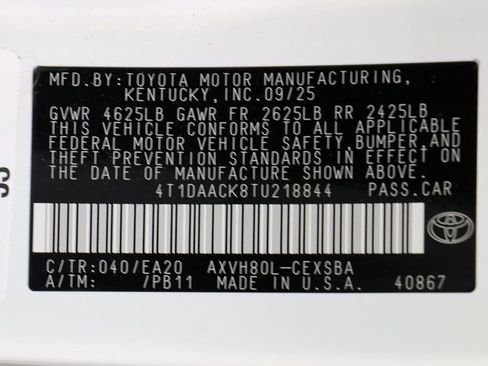 MFD.BY:TOYOTA MOTOR MANUFACTURING,
KENTUCKY, INC.09/25
GVWR 4625LB GAWR FR 2625LB RR 2425LB
THIS VEHICLE CONFORMS TO ALL APPLICABLE
FEDERAL MOTOR VEHICLE SAFETY,BUMPER,AND
THEFT PREVENTION STANDARDS IN EFFECT ON
THE DATE OF MANUFACTURE SHOWN ABOVE.
4T1DAACK8TU218844 PASS.CAR
C/TR:040/EA20 AXVH80L-CEXSBA
A/TM: /PB11 MADE IN U.S.A. 40867